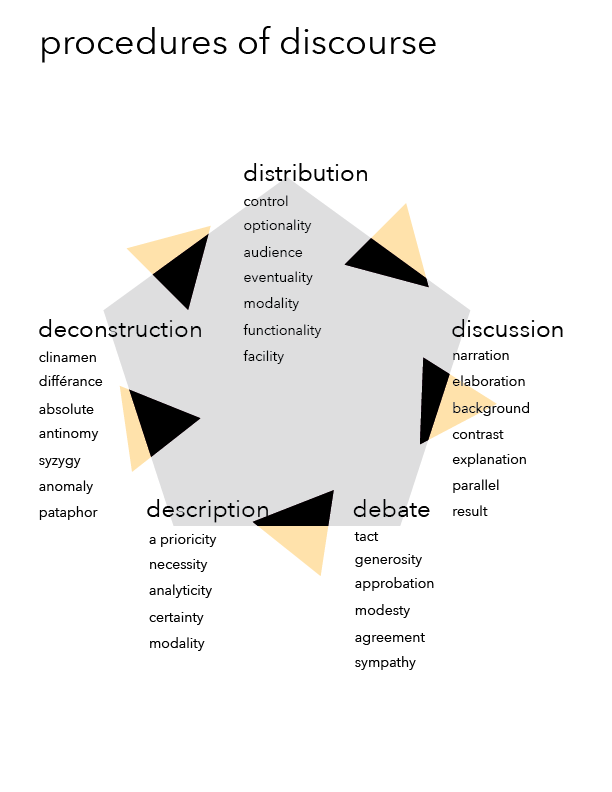 procedures of discourse
distribution
control
optionality
audience
eventuality
modality
functionality
facility
deconstruction
clinamen
différance
absolute
antinomy
syzygy
anomaly
pataphor
discussion
narration
elaboration
background
contrast
explanation
parallel
result
description
a prioricity
necessity
analyticity
certainty
modality
debate
tact
generosity
approbation
modesty
agreement
sympathy